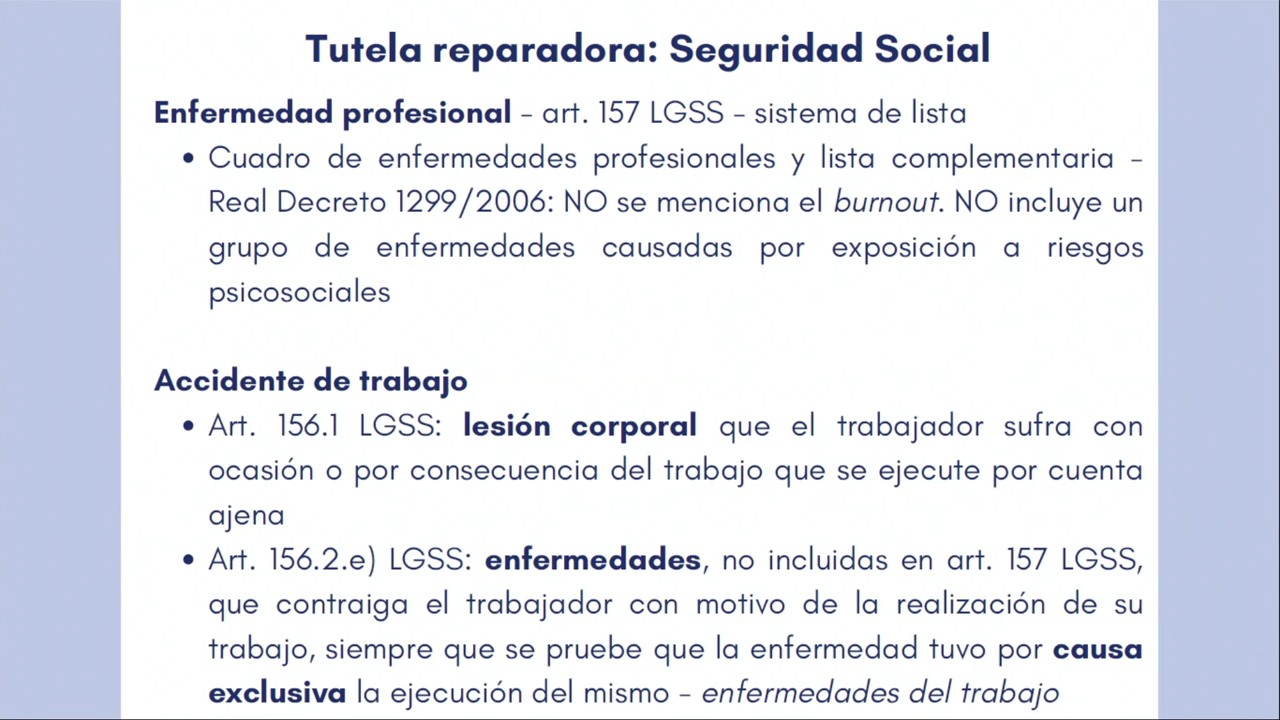 Tutela reparadora: Seguridad Social
Enfermedad profesional - art. 157 LGSS - sistema de lista
• Cuadro de enfermedades profesionales y lista complementaria -
Real Decreto 1299/2006: NO se menciona el burnout. NO incluye un
grupo de enfermedades causadas por exposición a riesgos
psicosociales
Accidente de trabajo
• Art. 156.1 LGSS: lesión corporal que el trabajador sufra con
ocasión o por consecuencia del trabajo que se ejecute por cuenta
ajena
• Art. 156.2.e) LGSS: enfermedades, no incluidas en art. 157 LGSS,
que contraiga el trabajador con motivo de la realización de su
trabajo, siempre que se pruebe que la enfermedad tuvo por causa
exclusiva la ejecución del mismo - enfermedades del trabajo